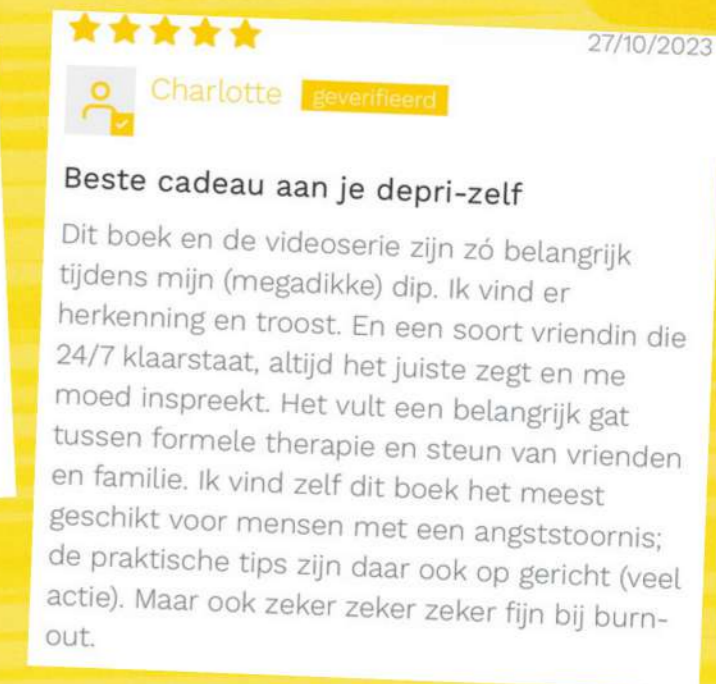 27/10/2023
Charlotte geverifieerd
Beste cadeau aan je depri-zelf
Dit boek en de videoserie zijn zó belangrijk
tijdens mijn (megadikke) dip. Ik vind er
herkenning en troost. En een soort vriendin die
24/7 klaarstaat, altijd het juiste zegt en me
moed inspreekt. Het vult een belangrijk gat
tussen formele therapie en steun van vrienden
en familie. Ik vind zelf dit boek het meest
geschikt voor mensen met een angststoornis;
de praktische tips zijn daar ook op gericht (veel
actie). Maar ook zeker zeker zeker fijn bij burn-
out.